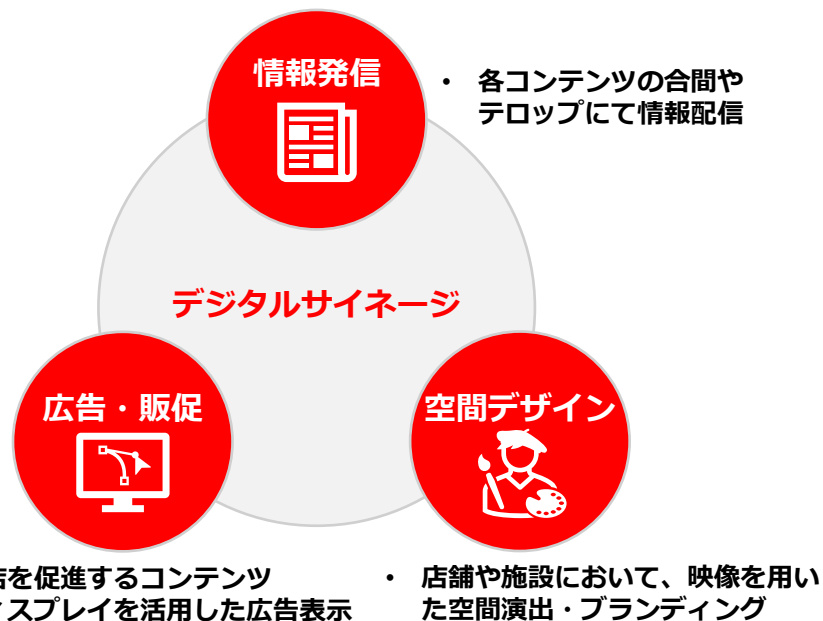 情報発信
・ 各コンテンツの合間や
テロップにて情報配信
デジタルサイネージ
広告・販促
空間デザイン
を促進するコンテンツ
スプレイを活用した広告表示
・ 店舗や施設において、映像を用い
た空間演出・ブランディング